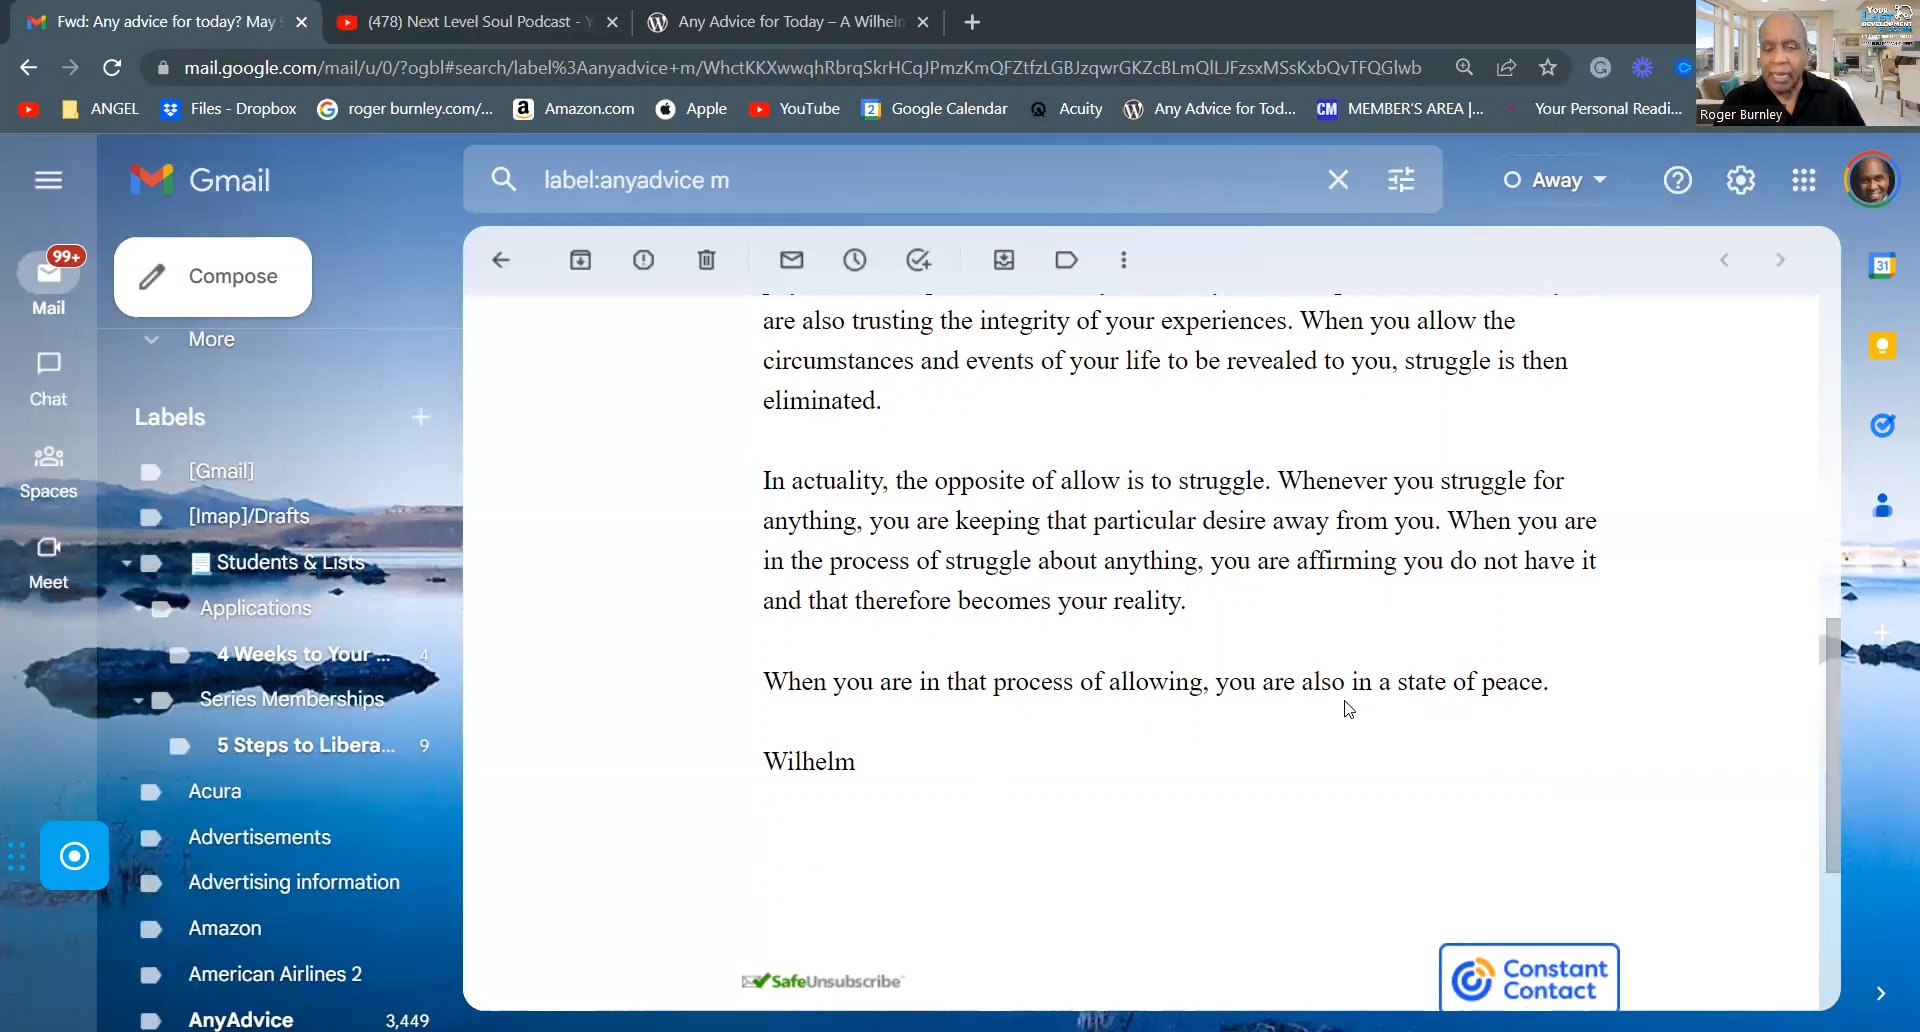 Fwd: Any advice for today? May
(478) Next Level Soul Podcast -
Any Advice for Today – A Wilhelm
mail.google.com/mail/u/0/?ogbl#search/label%3Aanyadvice+m/WhctKKXwwqhRbrqSkrHCqJPmzKmQFZtfzLGBJzqwrGKZcBLmQlLJFzsxMSsKxbQvTFQGlwb
ANGEL
Files - Dropbox
roger burnley.com/...
Amazon.com
Apple
YouTube
2
Google Calendar
Acuity
Any Advice for Tod...
CM
MEMBER'S AREA |...
Your Personal Readi...
Roger Burnley
Gmail
label:anyadvice m
Away
99+
Mail
Chat
Spaces
Meet
Compose
More
Labels
[Gmail]
[Imap]/Drafts
Students & Lists
Applications
4 Weeks to Your ... 4
Series Memberships
5 Steps to Libera... 9
Acura
Advertisements
Advertising information
Amazon
American Airlines 2
AnyAdvice 3,449
are also trusting the integrity of your experiences. When you allow the
circumstances and events of your life to be revealed to you, struggle is then
eliminated.
In actuality, the opposite of allow is to struggle. Whenever you struggle for
anything, you are keeping that particular desire away from you. When you are
in the process of struggle about anything, you are affirming you do not have it
and that therefore becomes your reality.
When you are in that process of allowing, you are also in a state of peace.
Wilhelm
SafeUnsubscribe
Constant
Contact
31